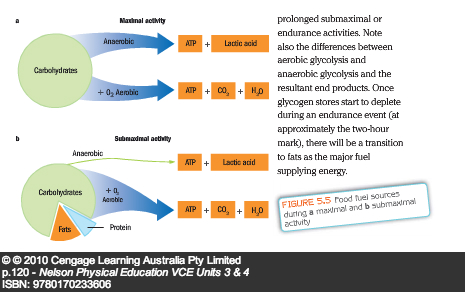 a
Maximal activity
Anaerobic
ATP + Lactic acid
Carbohydrates
+ O₂ Aerobic
ATP + CO₂ + H₂O
b
Submaximal activity
Anaerobic
ATP + Lactic acid
Carbohydrates
+ O₂
Aerobic
ATP + CO₂ + H₂O
Fats
Protein
prolonged submaximal or
endurance activities. Note
also the differences between
aerobic glycolysis and
anaerobic glycolysis and the
resultant end products. Once
glycogen stores start to deplete
during an endurance event (at
approximately the two-hour
mark), there will be a transition
to fats as the major fuel
supplying energy.
FIGURE 5.5 Food fuel sources
during a maximal and b submaximal
activity
© © 2010 Cengage Learning Australia Pty Limited
p.120 - Nelson Physical Education VCE Units 3 & 4
ISBN: 9780170233606